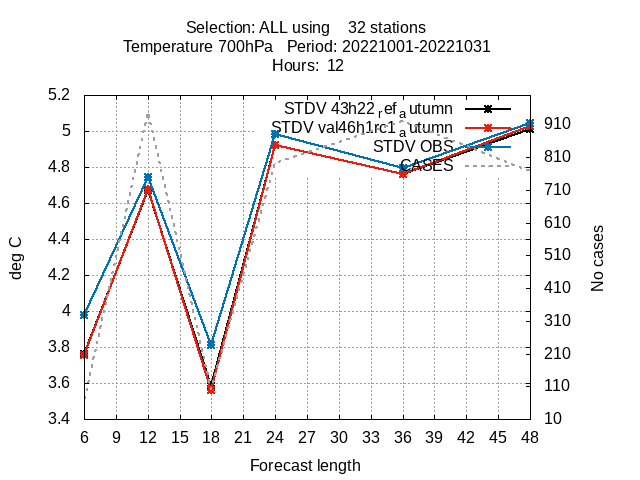 Selection: ALL using 32 stations
Temperature 700hPa Period: 20221001-20221031
Hours: 12
5.2
5
4.8
4.6
4.4
4.2
4
3.8
3.6
3.4
deg C
STDV 43h22_ref_autumn
STDV val46h1rc1_autumn
STDV OBS
CASES
910
810
710
610
510
410
310
210
110
10
No cases
6 9 12 15 18 21 24 27 30 33 36 39 42 45 48
Forecast length